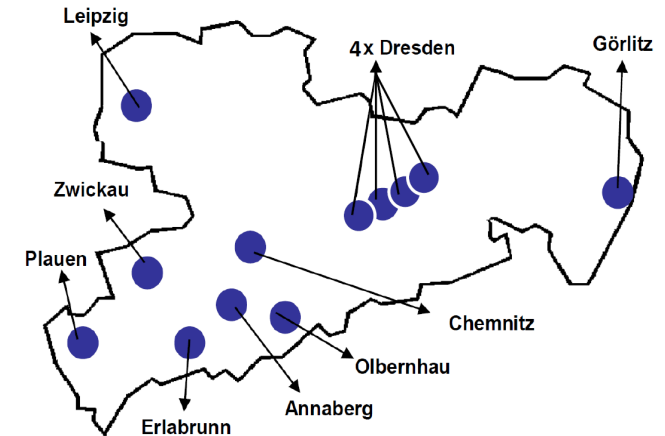 Leipzig
4x Dresden
Görlitz
Zwickau
Plauen
Chemnitz
Olbernhau
Annaberg
Erlabrunn